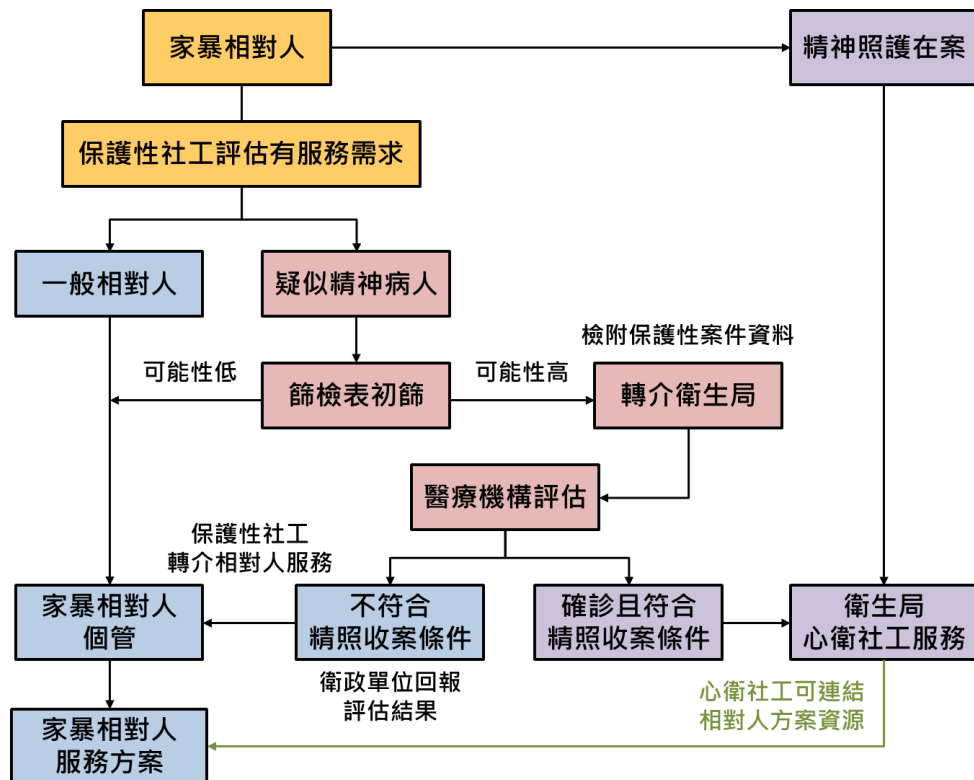 家暴相對人
精神照護在案
保護性社工評估有服務需求
一般相對人
疑似精神病人
檢附保護性案件資料
可能性低
篩檢表初篩
可能性高
轉介衛生局
醫療機構評估
保護性社工
轉介相對人服務
家暴相對人
個管
不符合
精照收案條件
確診且符合
精照收案條件
衛生局
心衛社工服務
衛政單位回報
評估結果
心衛社工可連結
相對人方案資源
家暴相對人
服務方案